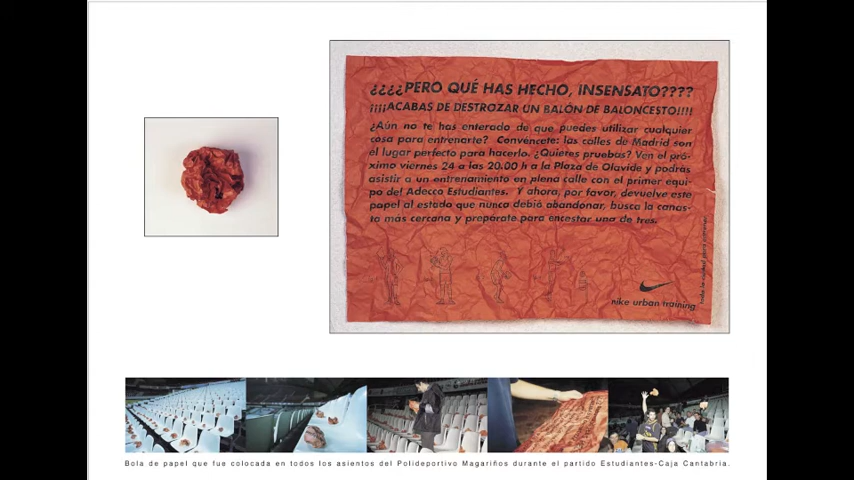 ¿¿¿¿PERO QUÉ HAS HECHO, INSENSATO????
¡¡¡¡ACABAS DE DESTROZAR UN BALÓN DE BALONCESTO!!!!
¿Aún no te has enterado de que puedes utilizar cualquier
cosa para entrenarte? Convéncete: las calles de Madrid son
el lugar perfecto para hacerlo. ¿Quieres pruebas? Ven el pró-
ximo viernes 24 a las 20.00 h a la Plaza de Olavide y podrás
asistir a un entrenamiento en plena calle con el primer equi-
po del Adecco Estudiantes. Y ahora, por favor, devuelve este
papel al estado que nunca debió abandonar, busca la canas-
ta más cercana y prepárate para encestar uno de tres.
nike urban training
Bola de papel que fue colocada en todos los asientos del Polideportivo Magariños durante el partido Estudiantes-Caja Cantabria.